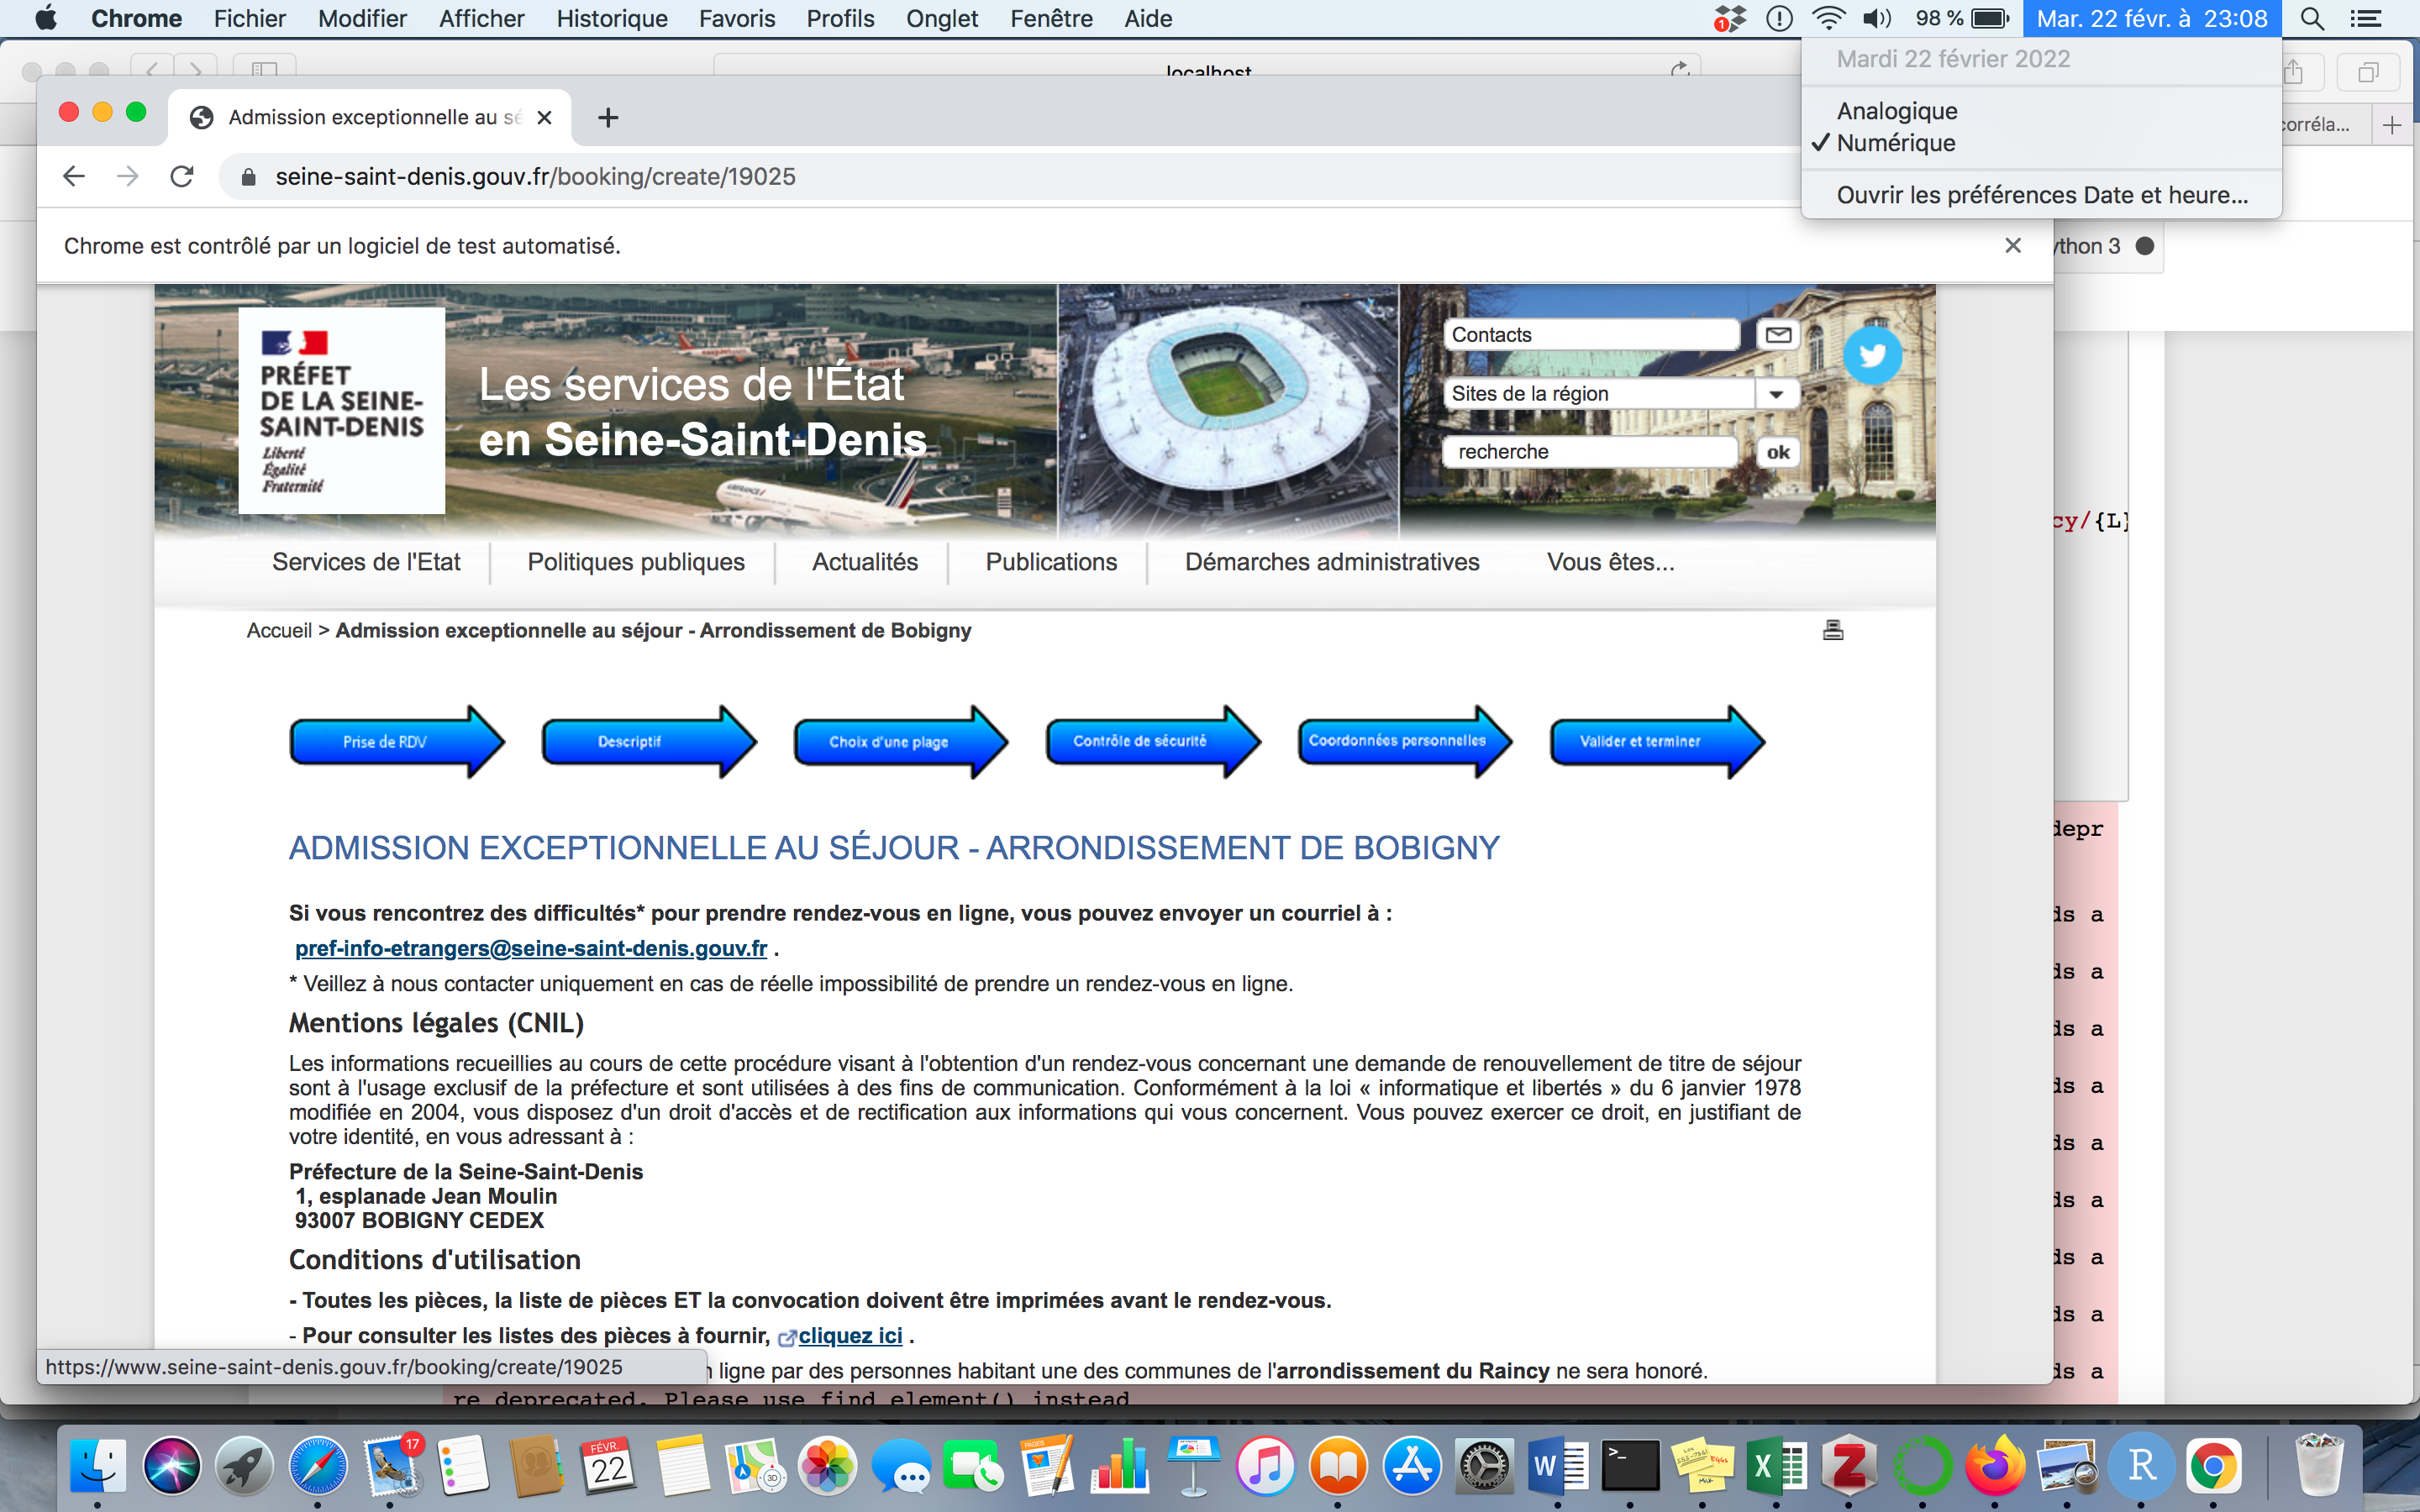 Chrome Fichier Modifier Afficher Historique Favoris Profils Onglet Fenêtre Aide 1 98 % Mar. 22 févr. à 23:08
Mardi 22 février 2022
Analogique
✓ Numérique
Ouvrir les préférences Date et heure...
localhost
Admission exceptionnelle au sé
corréla...
seine-saint-denis.gouv.fr/booking/create/19025
Chrome est contrôlé par un logiciel de test automatisé.
ython 3
PRÉFET
DE LA SEINE-
SAINT-DENIS
Liberté
Égalité
Fraternité
Les services de l'État
en Seine-Saint-Denis
AIRFRANCE
Contacts
Sites de la région
recherche
ok
cy/{L}
Services de l'Etat
Politiques publiques
Actualités
Publications
Démarches administratives
Vous êtes...
Accueil > Admission exceptionnelle au séjour - Arrondissement de Bobigny
Prise de RDV
Descriptif
Choix d'une plage
Contrôle de sécurité
Coordonnées personnelles
Valider et terminer
ADMISSION EXCEPTIONNELLE AU SÉJOUR - ARRONDISSEMENT DE BOBIGNY
Si vous rencontrez des difficultés* pour prendre rendez-vous en ligne, vous pouvez envoyer un courriel à :
pref-info-etrangers@seine-saint-denis.gouv.fr .
* Veillez à nous contacter uniquement en cas de réelle impossibilité de prendre un rendez-vous en ligne.
Mentions légales (CNIL)
Les informations recueillies au cours de cette procédure visant à l'obtention d'un rendez-vous concernant une demande de renouvellement de titre de séjour
sont à l'usage exclusif de la préfecture et sont utilisées à des fins de communication. Conformément à la loi « informatique et libertés » du 6 janvier 1978
modifiée en 2004, vous disposez d'un droit d'accès et de rectification aux informations qui vous concernent. Vous pouvez exercer ce droit, en justifiant de
votre identité, en vous adressant à :
Préfecture de la Seine-Saint-Denis
1, esplanade Jean Moulin
93007 BOBIGNY CEDEX
Conditions d'utilisation
- Toutes les pièces, la liste de pièces ET la convocation doivent être imprimées avant le rendez-vous.
- Pour consulter les listes des pièces à fournir, cliquez ici .
n ligne par des personnes habitant une des communes de l'arrondissement du Raincy ne sera honoré.
https://www.seine-saint-denis.gouv.fr/booking/create/19025
depr
ds a
ds a
ds a
ds a
ds a
ds a
ds a
ds a
ds a
re deprecated. Please use find_element() instead
17
FÉVR.
22
3D
PAGES
W
>_
X
Z
R